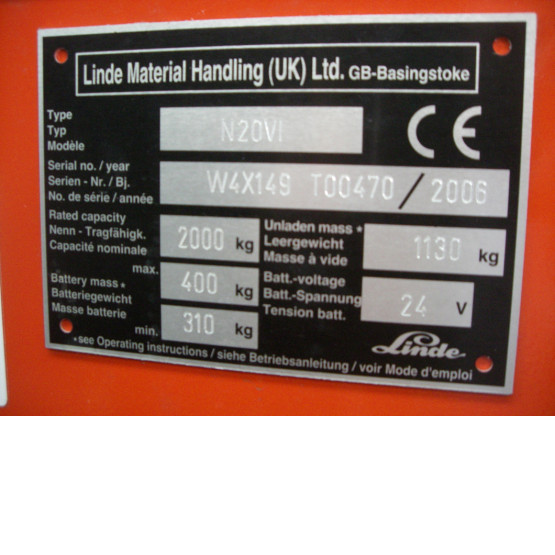 Linde Material Handling (UK) Ltd. GB-Basingstoke
Type
Typ
Modèle
N20VI
CE
Serial no. / year
Serien - Nr. / Bj.
No. de série / année
W4X149 T00470 / 2006
Rated capacity
Nenn - Tragfähigk.
Capacité nominale
2000 kg
Unladen mass *
Leergewicht
Masse à vide
1130 kg
max.
Battery mass *
Batteriegewicht
Masse batterie
min.
400 kg
310 kg
Batt.-voltage
Batt.-Spannung
Tension batt.
24 V
Linde
*see Operating instructions / siehe Betriebsanleitung / voir Mode d'emploi